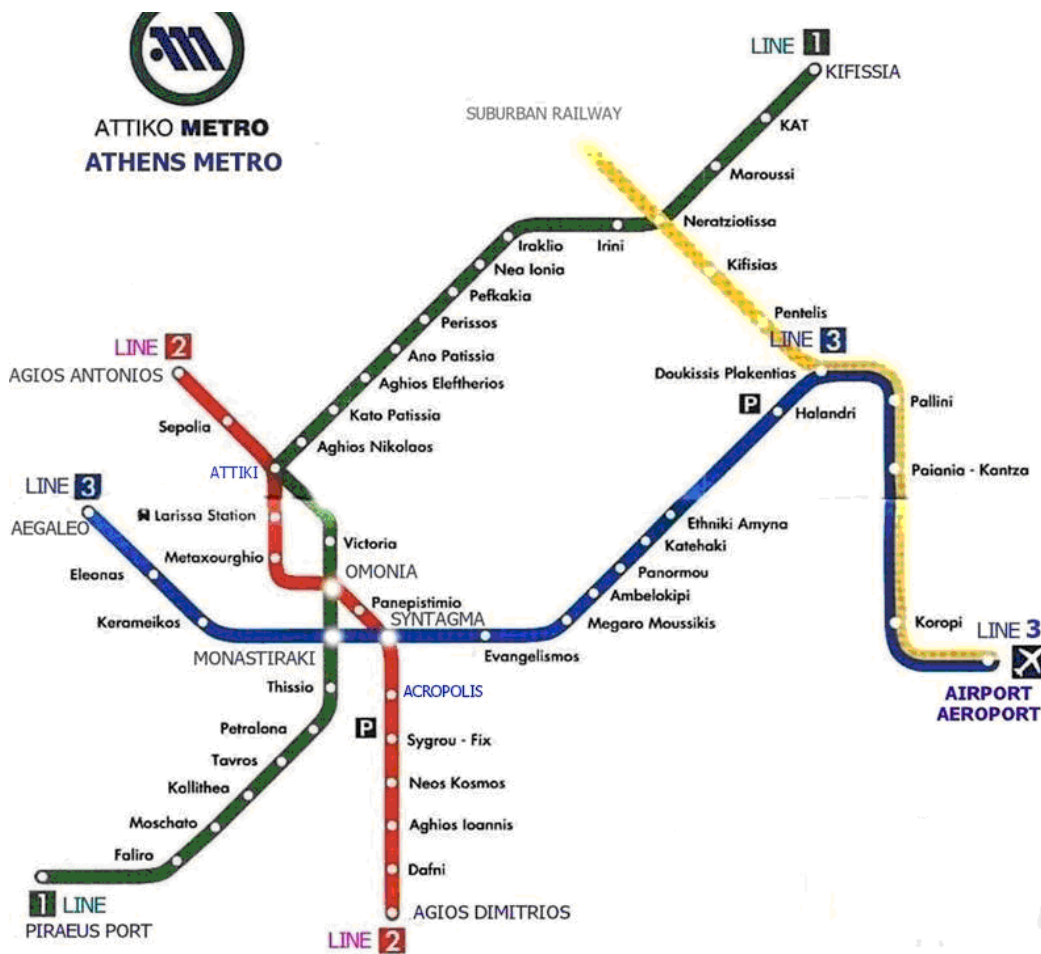 ATTIKO METRO
ATHENS METRO
LINE 1
KIFISSIA
SUBURBAN RAILWAY
KAT
Maroussi
Neratziotissa
Iraklio
Irini
Nea Ionia
Kifisias
Pefkakia
Pentelis
Perissos
LINE 2
LINE 3
Ano Patissia
AGIOS ANTONIOS
Doukissis Plakentias
Aghios Eleftherios
P
Halandri
Pallini
Kato Patissia
Sepolia
Aghios Nikolaos
ATTIKI
Paiania - Kantza
LINE 3
Larissa Station
Ethniki Amyna
AEGALEO
Victoria
Katehaki
Metaxourghio
OMONIA
Eleonas
Panormou
Panepistimio
Ambelokipi
Kerameikos
SYNTAGMA
Megaro Moussikis
Koropi
LINE 3
MONASTIRAKI
Evangelismos
Thissio
ACROPOLIS
AIRPORT
AEROPORT
Petralona
P
Sygrou - Fix
Tavros
Kallithea
Neos Kosmos
Moschato
Aghios Ioannis
Faliro
Dafni
1 LINE
AGIOS DIMITRIOS
PIRAEUS PORT
LINE 2